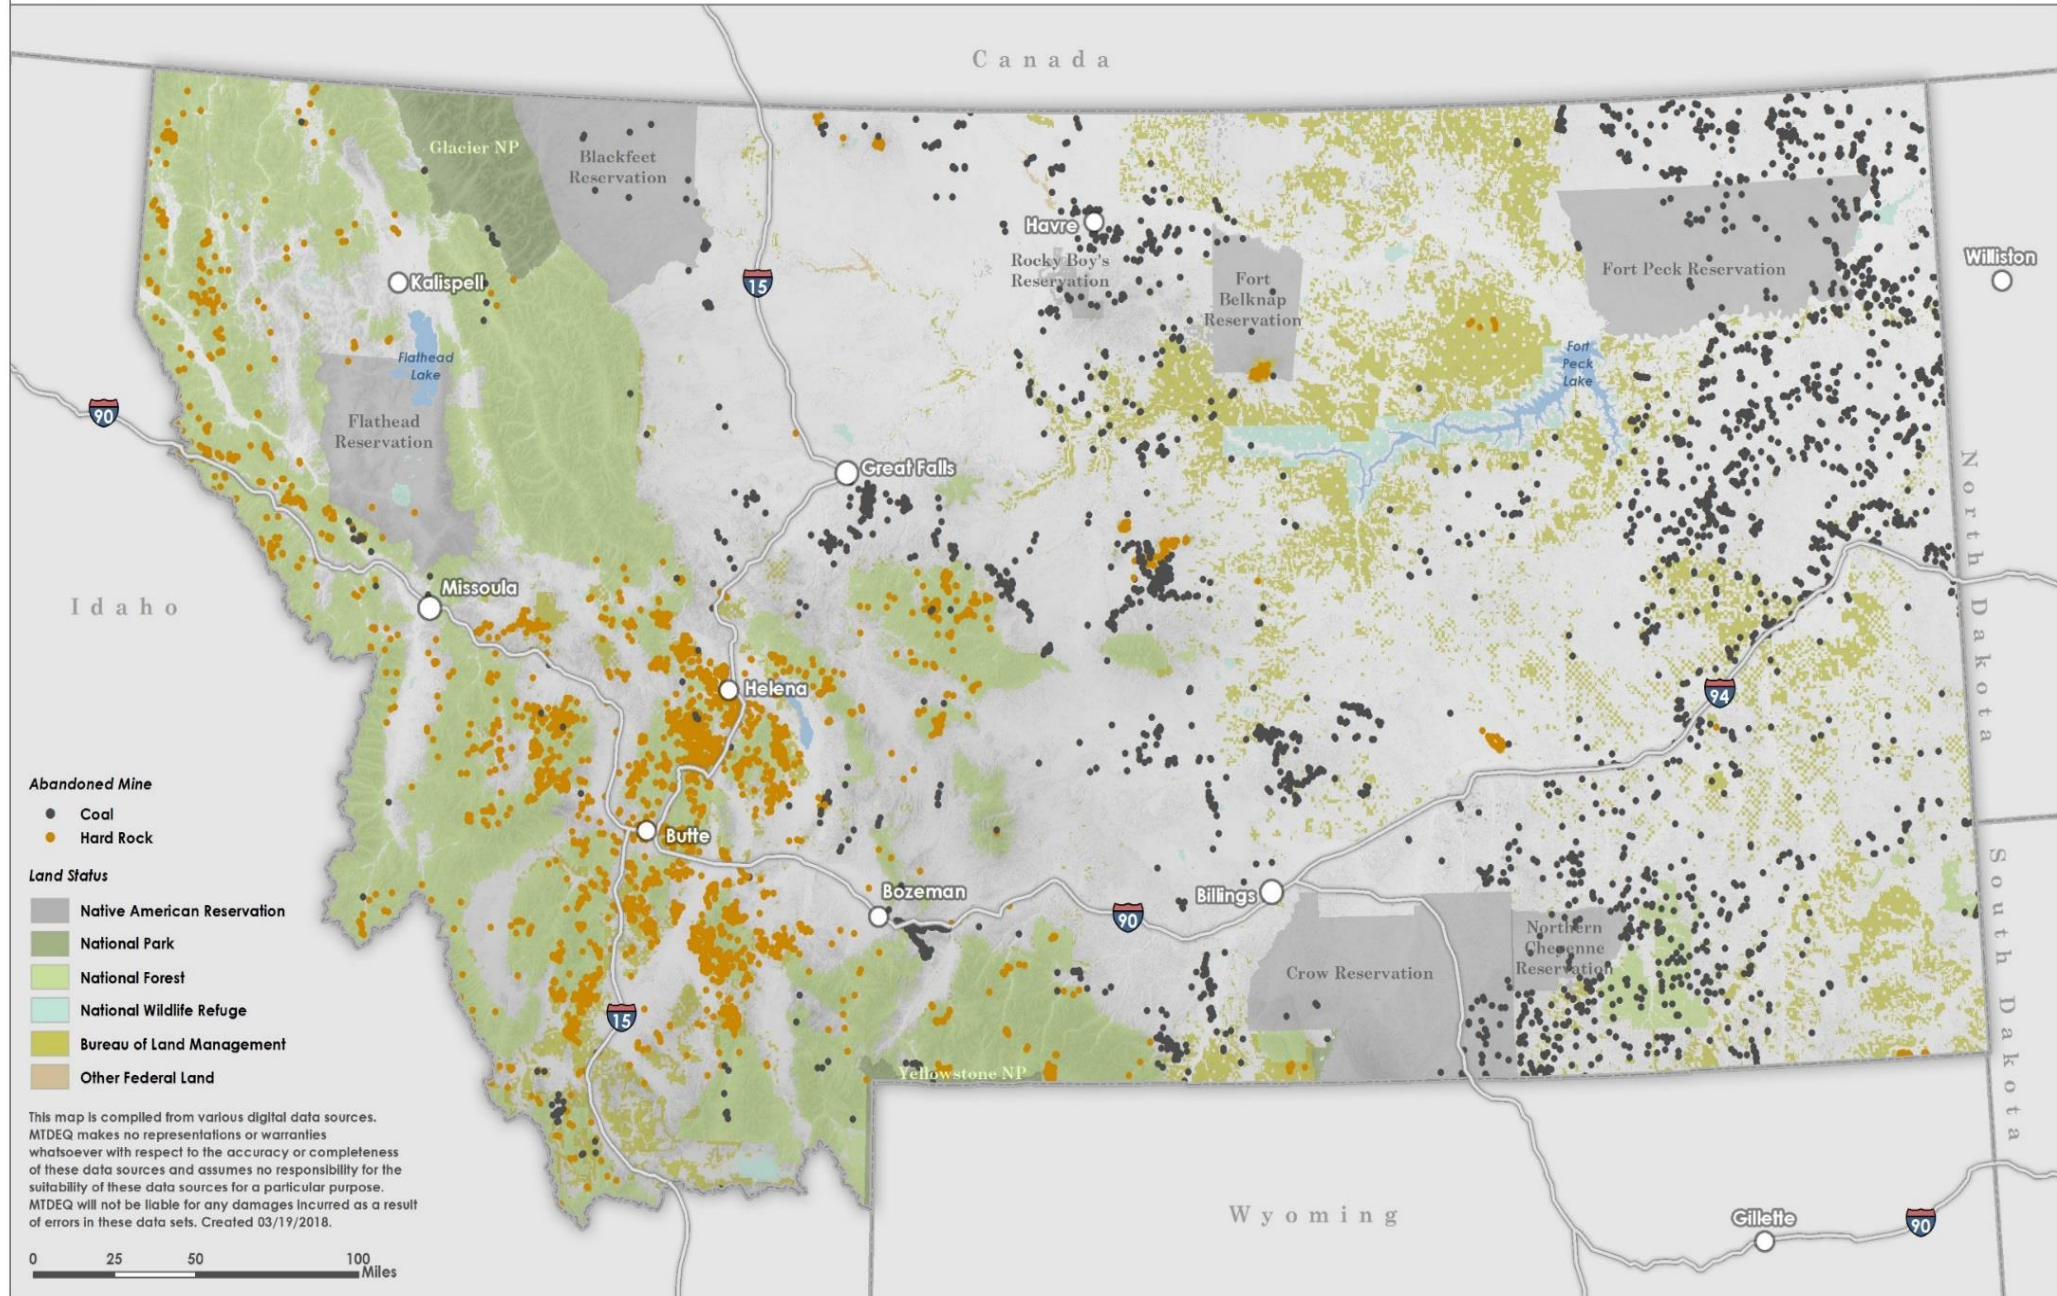 Canada
Glacier NP
Blackfeet
Reservation
Havre
Rocky Boy's
Reservation
Fort
Belknap
Reservation
Fort Peck Reservation
Williston
15
Kalispell
Flathead
Lake
Fort
Peck
Lake
90
Flathead
Reservation
Great Falls
North Dakota
Missoula
Idaho
Helena
94
Butte
Bozeman
Billings
90
South Dakota
Crow Reservation
Northern
Cheyenne
Reservation
15
Yellowstone NP
Wyoming
Gillette
90
Abandoned Mine
Coal
Hard Rock
Land Status
Native American Reservation
National Park
National Forest
National Wildlife Refuge
Bureau of Land Management
Other Federal Land
This map is compiled from various digital data sources.
MTDEQ makes no representations or warranties
whatsoever with respect to the accuracy or completeness
of these data sources and assumes no responsibility for the
suitability of these data sources for a particular purpose.
MTDEQ will not be liable for any damages incurred as a result
of errors in these data sets. Created 03/19/2018.
0 25 50 100
Miles